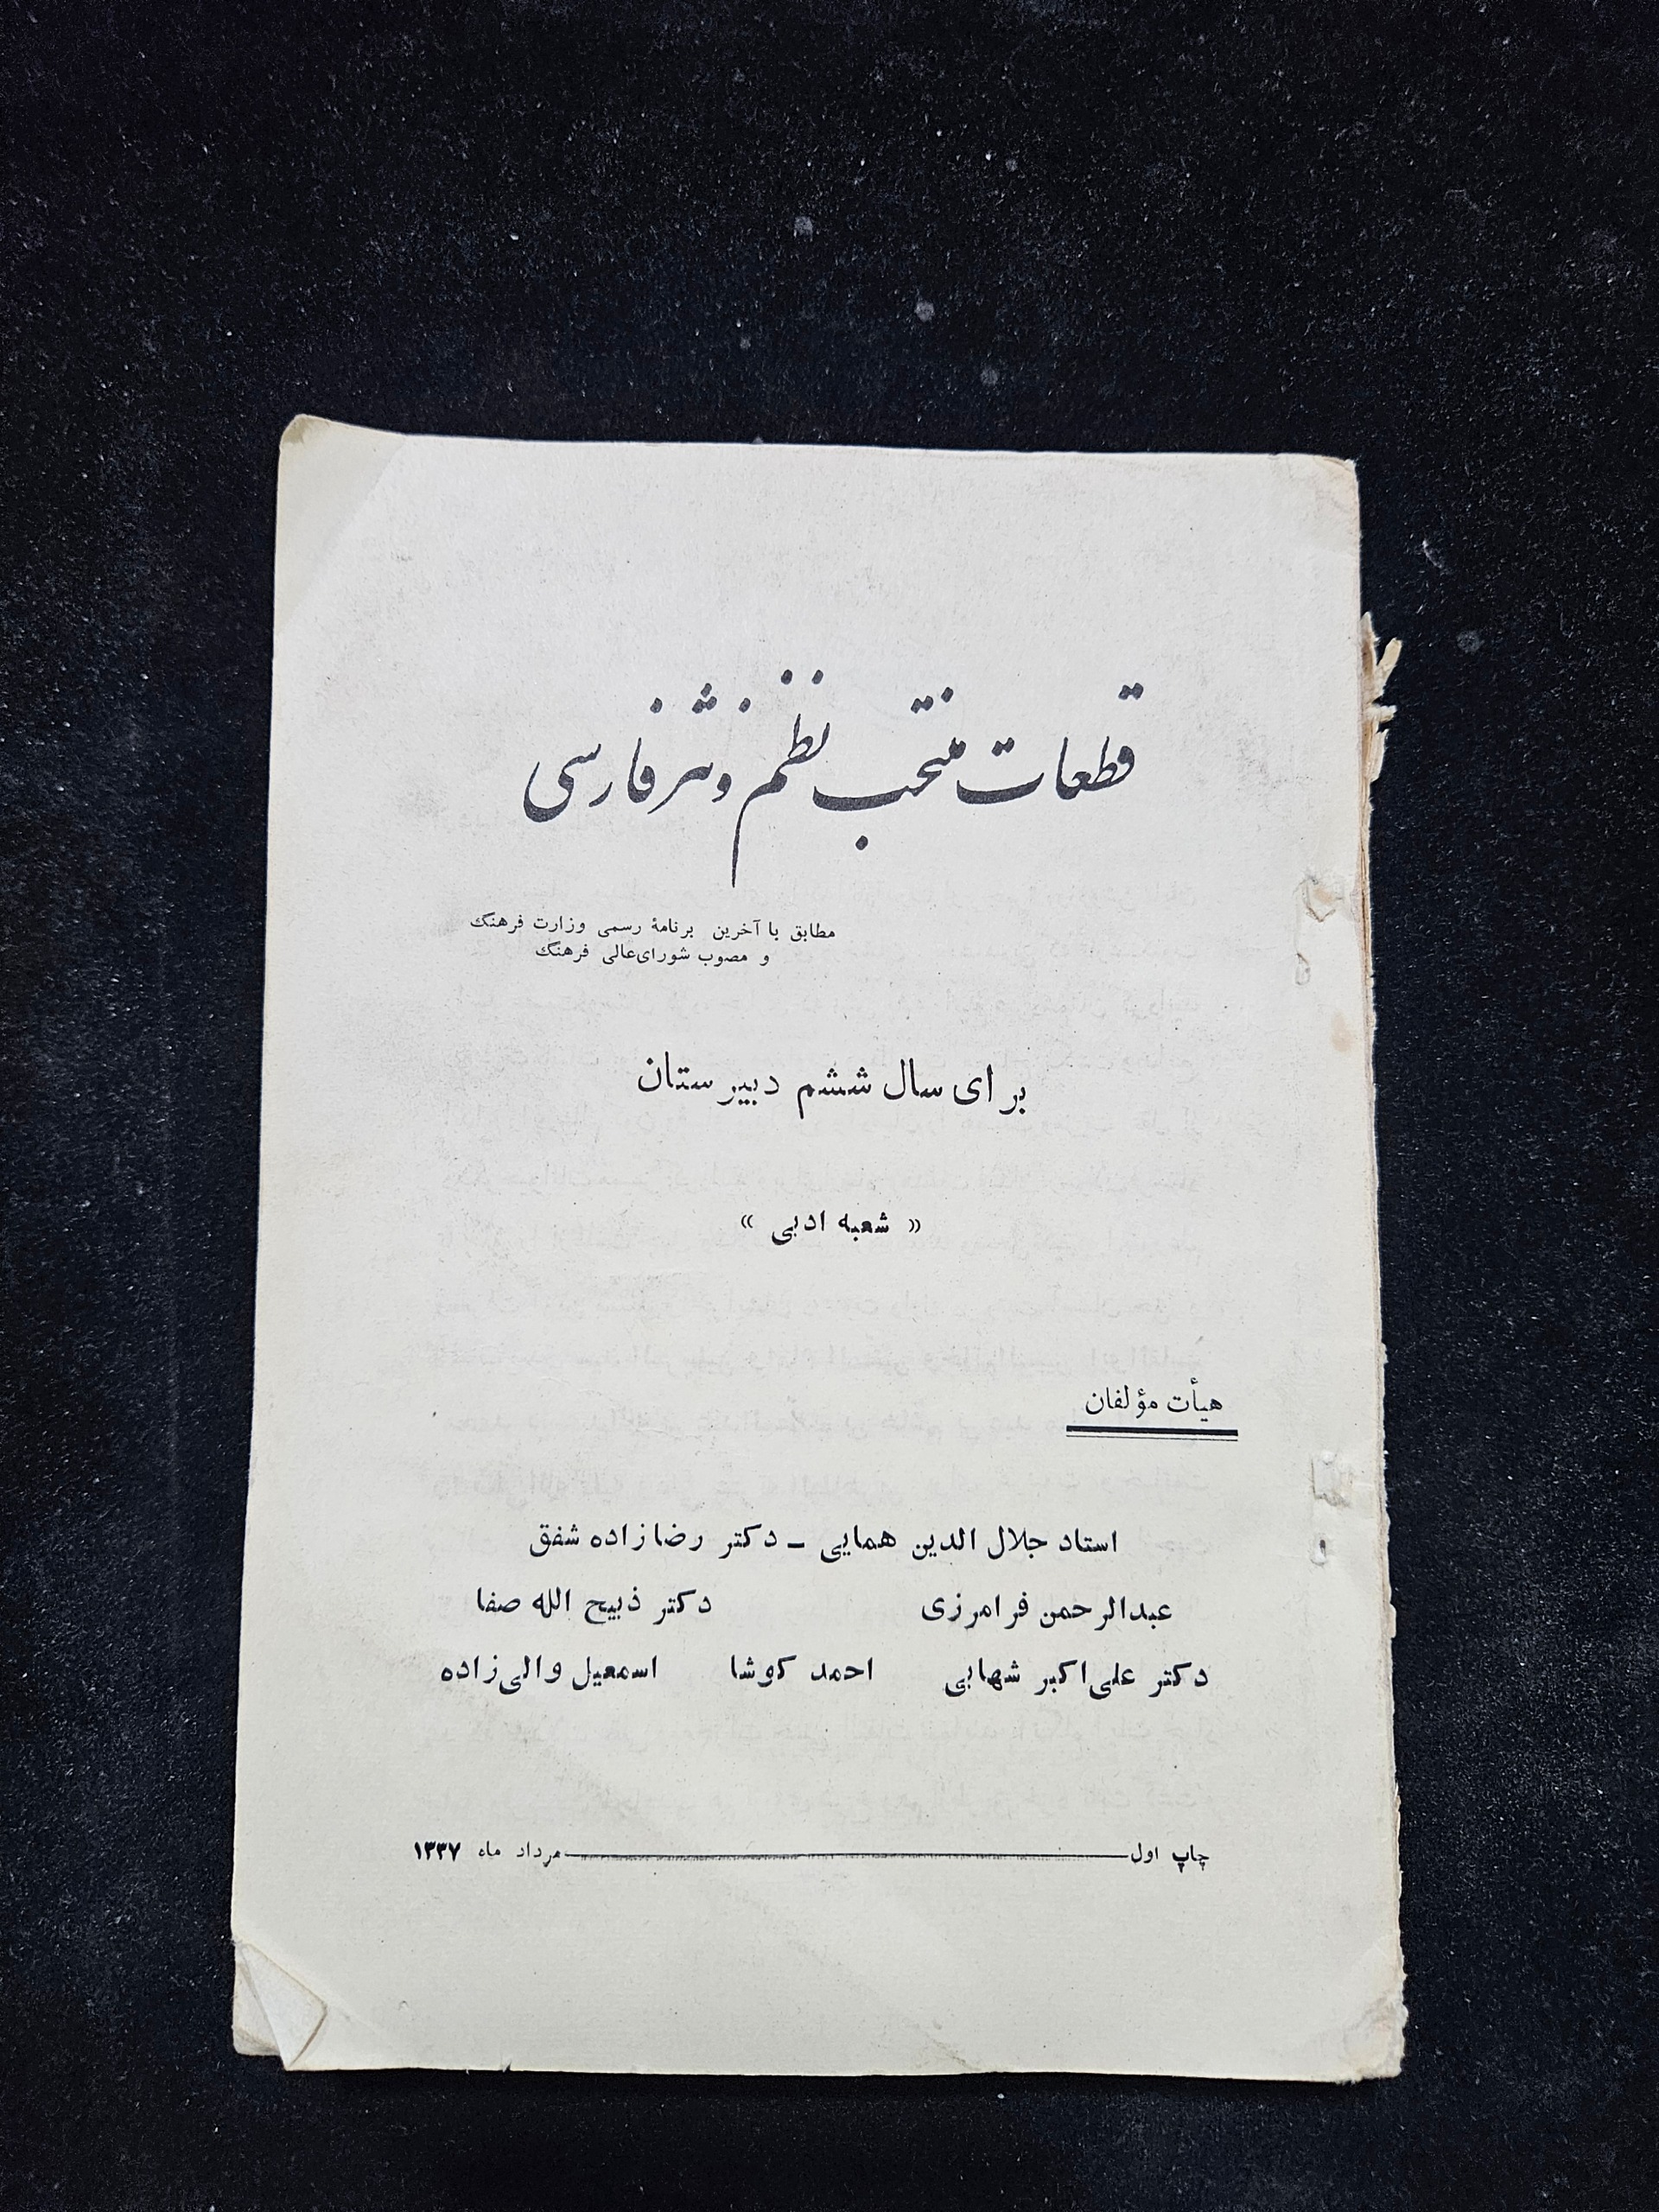 قطعات منتخب نظم و نثر فارسی
مطابق با آخرین برنامهٔ رسمی وزارت فرهنگ
و مصوب شورای‌عالی فرهنگ
برای سال ششم دبیرستان
« شعبه ادبی »
هیأت مؤلفان
استاد جلال الدین همایی – دکتر رضازاده شفق
عبدالرحمن فرامرزی دکتر ذبیح الله صفا
دکتر علی‌اکبر شهابی احمد کوشا اسمعیل والی‌زاده
چاپ اول مرداد ماه ۱۳۳۷